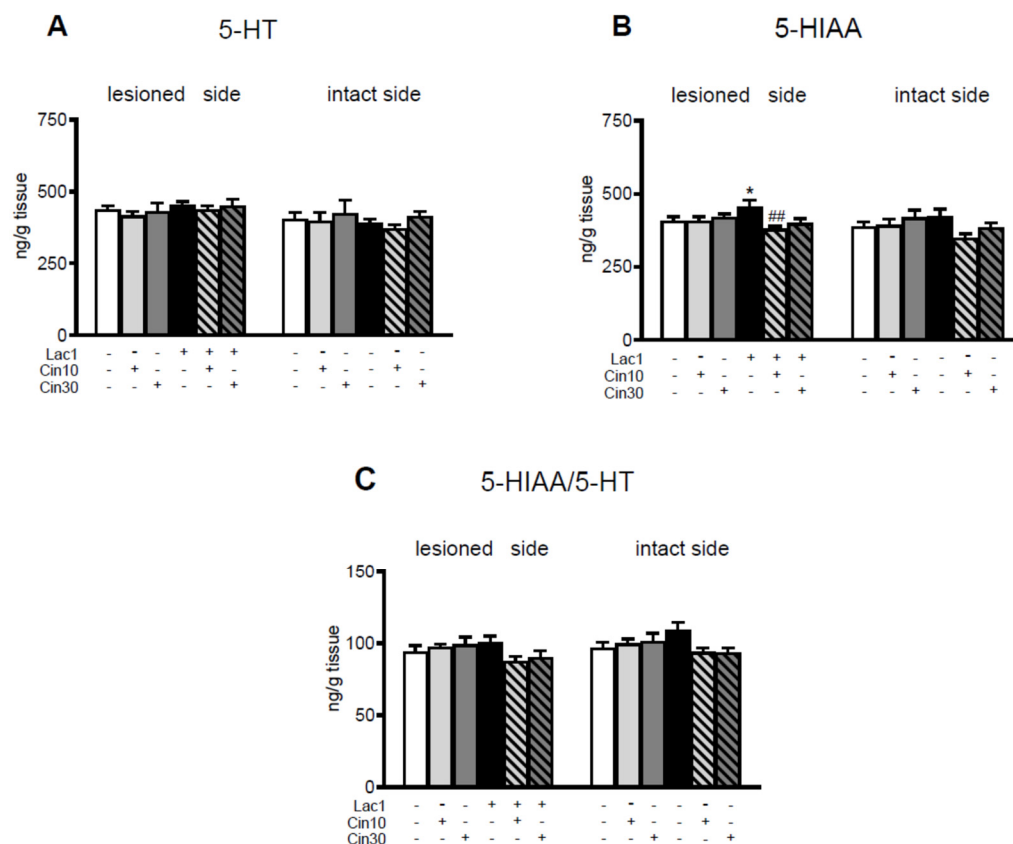 A 5-HT
lesioned side intact side
750
500
250
0
ng/g tissue
Lac1 - - - + + + - - - - - -
Cin10 - + - - + - - + - - + -
Cin30 - - + - - + - - + - - +
B 5-HIAA
lesioned side intact side
750
500
250
0
ng/g tissue
* ##
Lac1 - - - + + + - - - - - -
Cin10 - + - - + - - + - - + -
Cin30 - - + - - + - - + - - +
C 5-HIAA/5-HT
lesioned side intact side
150
100
50
0
ng/g tissue
Lac1 - - - + + + - - - - - -
Cin10 - + - - + - - + - - + -
Cin30 - - + - - + - - + - - +